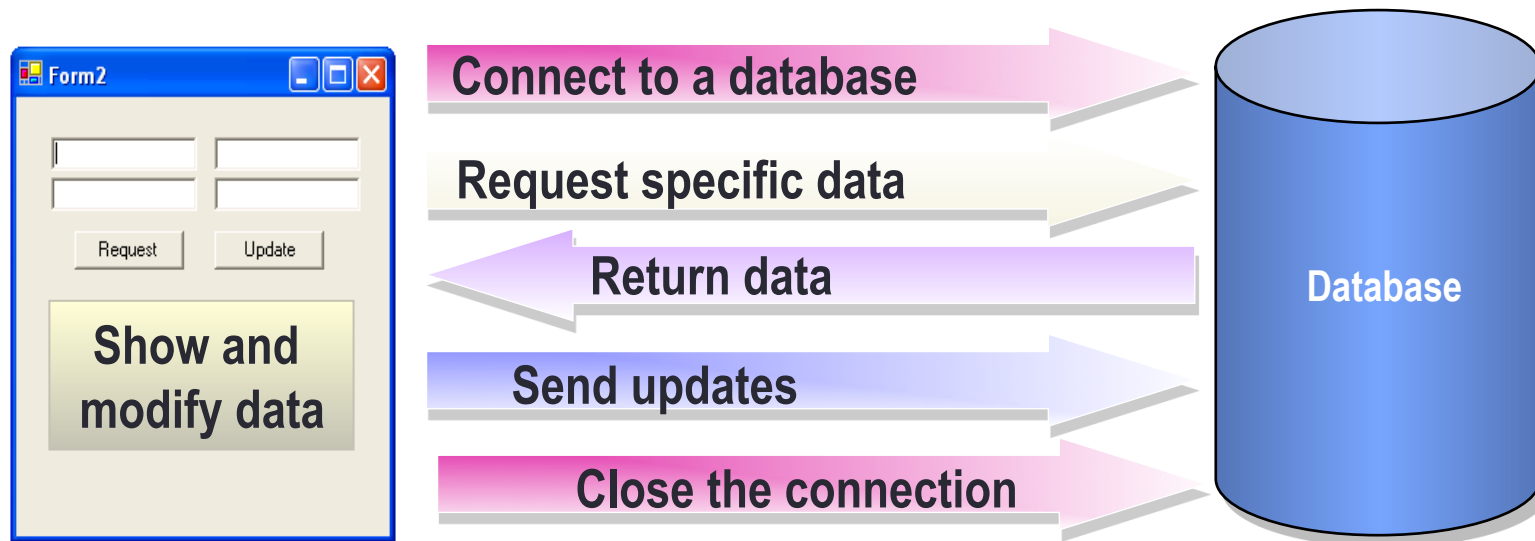 Form2
Request Update
Show and
modify data
Connect to a database
Request specific data
Return data
Send updates
Close the connection
Database